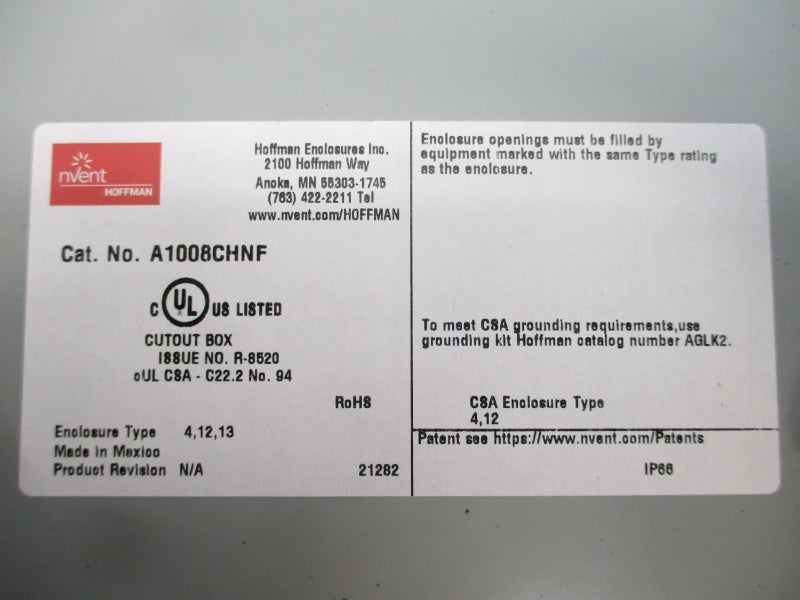 nVent
HOFFMAN
Hoffman Enclosures Inc.
2100 Hoffman Way
Anoka, MN 55303-1745
(763) 422-2211 Tel
www.nvent.com/HOFFMAN
Cat. No. A1008CHNF
C UL US LISTED
CUTOUT BOX
ISSUE NO. R-8520
cUL CSA - C22.2 No. 94
RoHS
Enclosure Type 4,12,13
Made in Mexico
Product Revision N/A 21282
Enclosure openings must be filled by
equipment marked with the same Type rating
as the enclosure.
To meet CSA grounding requirements,use
grounding kit Hoffman catalog number AGLK2.
CSA Enclosure Type
4,12
Patent see https://www.nvent.com/Patents
IP66